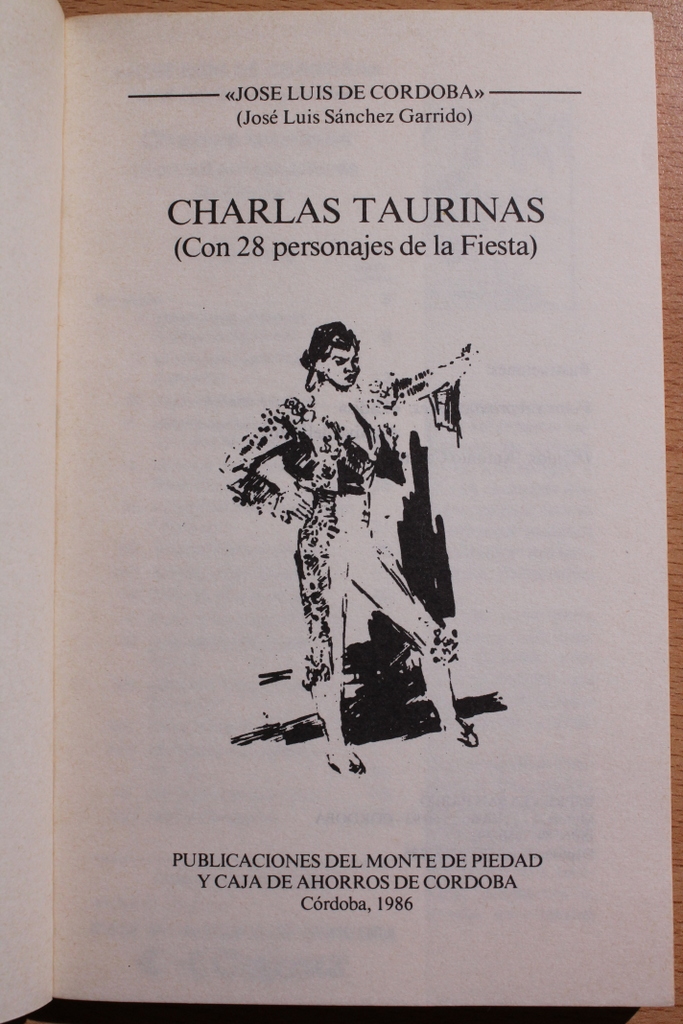 «JOSE LUIS DE CORDOBA»
(José Luis Sánchez Garrido)
CHARLAS TAURINAS
(Con 28 personajes de la Fiesta)
PUBLICACIONES DEL MONTE DE PIEDAD
Y CAJA DE AHORROS DE CORDOBA
Córdoba, 1986